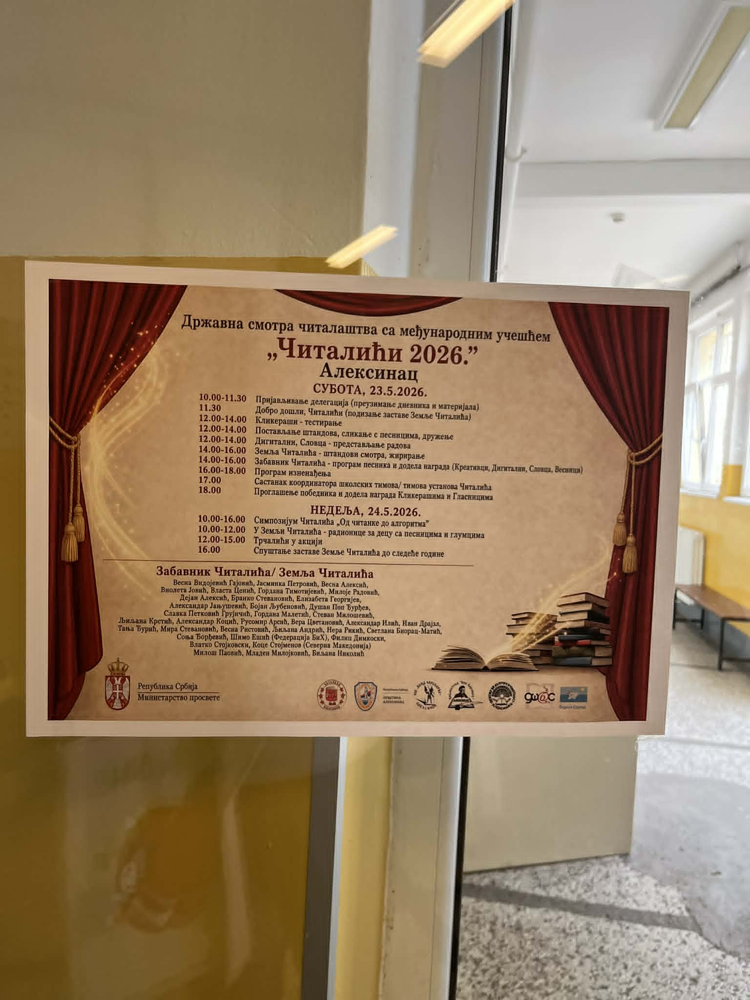 Државна смотра читалаштва са међународним учешћем
„Читалићи 2026.”
Алексинац
СУБОТА, 23.5.2026.
10.00-11.30 Пријављивање делегација (преузимање дневника и материјала)
11.30 Добро дошли, Читалићи (подизање заставе Земље Читалића)
12.00-14.00 Кликераши - тестирање
12.00-14.00 Постављање штандова, сликање с песницима, дружење
12.00-14.00 Дигитални, Словца - представљање радова
14.00-16.00 Земља Читалића - штандови смотра, жирирање
14.00-16.00 Забавник Читалића - програм песника и додела награда (Креативци, Дигитални, Словца, Весници)
16.00-18.00 Програм изненађења
17.00 Састанак координатора школских тимова/ тимова установа Читалића
18.00 Проглашење победника и додела награда Кликерашима и Гласницима
НЕДЕЉА, 24.5.2026.
10.00-16.00 Симпозијум Читалића „Од читанке до алгоритма”
10.00-12.00 У Земљи Читалића - радионице за децу са песницима и глумцима
12.00-15.00 Трчалићи у акцији
16.00 Спуштање заставе Земље Читалића до следеће године
Забавник Читалића/ Земља Читалића
Весна Видојевић Гајовић, Јасминка Петровић, Весна Алексић,
Виолета Јовић, Власта Ценић, Гордана Тимотијевић, Милоје Радовић,
Дејан Алексић, Бранко Стевановић, Елизабета Георгијев,
Александар Јањушевић, Бојан Љубеновић, Душан Поп Ђурђев,
Славка Петковић Грујичић, Гордана Малетић, Стеван Милошевић,
Љиљана Крстић, Александар Коцић, Русомир Арсић, Вера Цветановић, Александар Илић, Иван Драјзл,
Тања Ђурић, Мира Стевановић, Весна Ристовић, Љиљана Андрић, Нера Рикић, Светлана Биорац-Матић,
Соња Ђорђевић, Шимо Ешић (Федерација БиХ), Филип Димкоски,
Влатко Стојковски, Коце Стојменов (Северна Македонија)
Милош Паовић, Младен Милојковић, Биљана Николић
Република Србија
Министарство просвете
Република Србија
ОПШТИНА
АЛЕКСИНАЦ